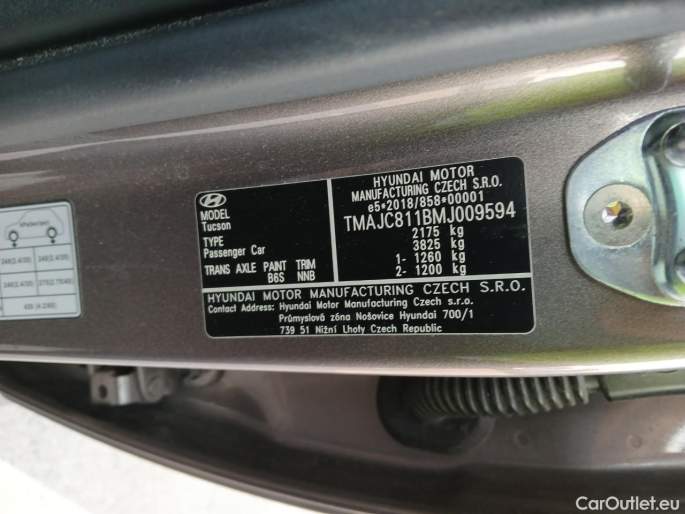 HYUNDAI MOTOR
MANUFACTURING CZECH S.R.O.
e5*2018/858*00001
TMAJC811BMJ009594
2175 kg
3825 kg
1- 1260 kg
2- 1200 kg
MODEL
Tucson
TYPE
Passenger Car
TRANS AXLE PAINT TRIM
B6S NNB
HYUNDAI MOTOR MANUFACTURING CZECH S.R.O.
Contact Address: Hyundai Motor Manufacturing Czech s.r.o.
Průmyslová zóna Nošovice Hyundai 700/1
739 51 Nižní Lhoty Czech Republic
CarOutlet.eu